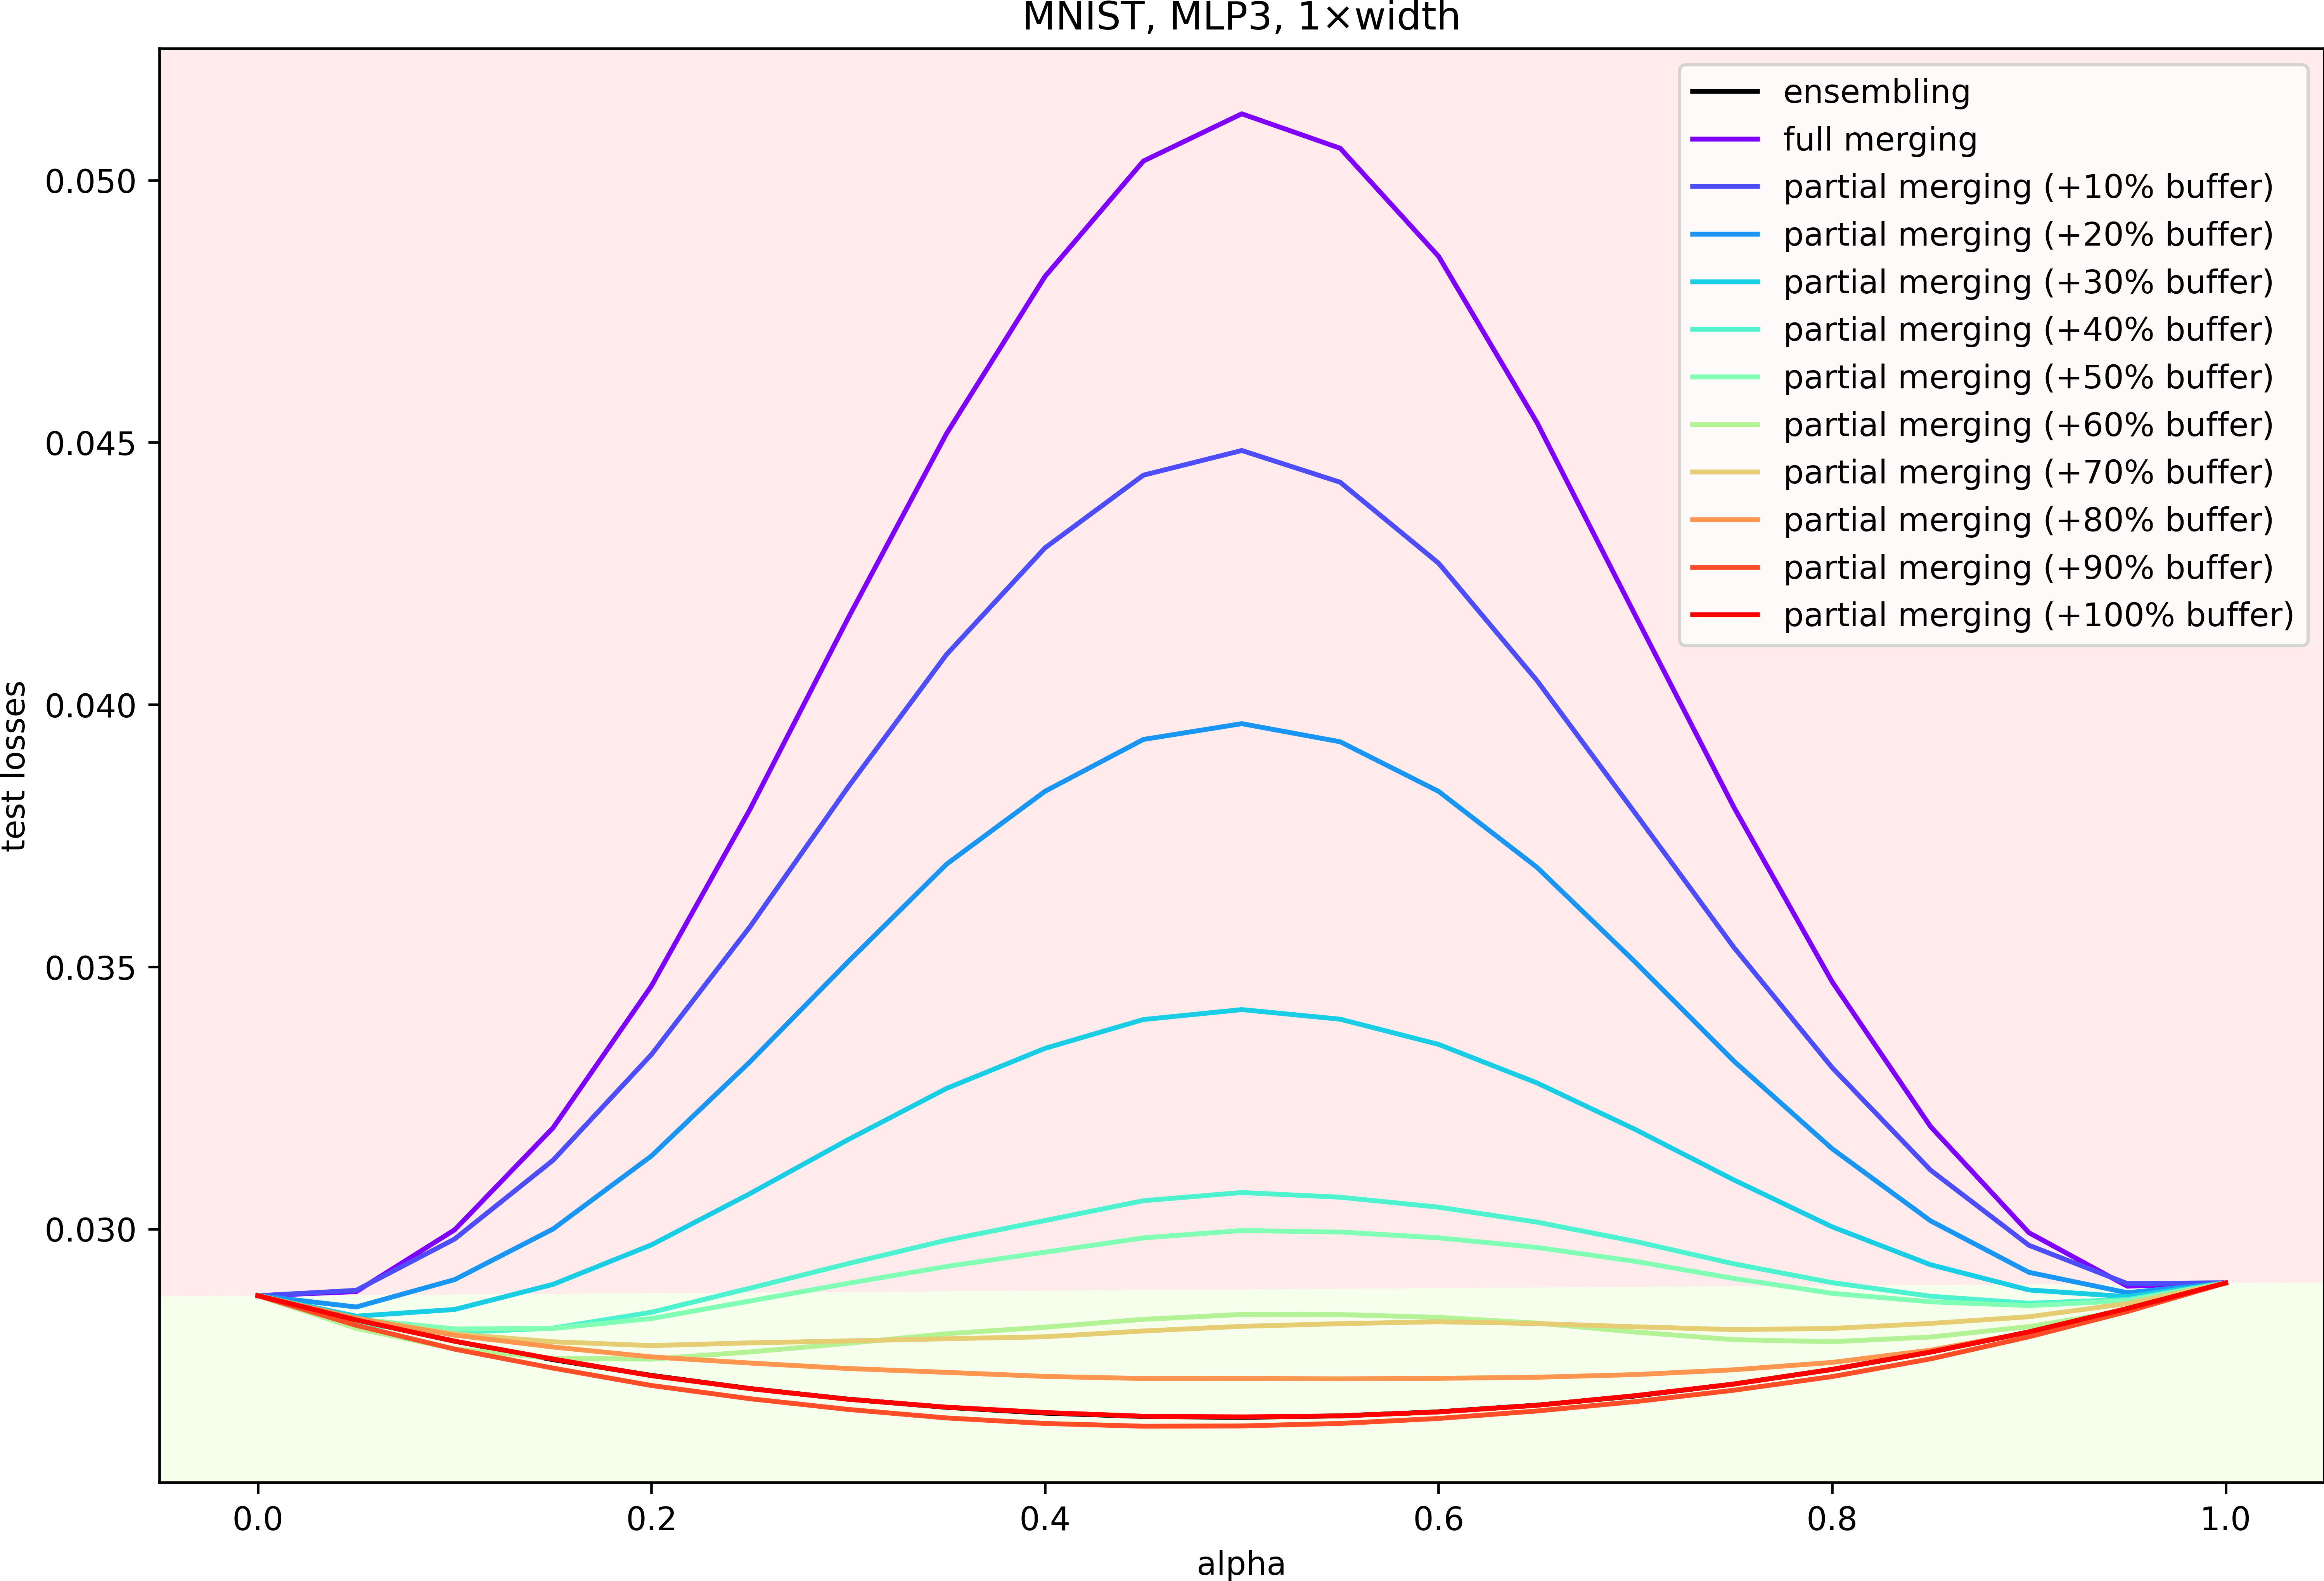 MNIST, MLP3, 1×width
ensembling
full merging
partial merging (+10% buffer)
partial merging (+20% buffer)
partial merging (+30% buffer)
partial merging (+40% buffer)
partial merging (+50% buffer)
partial merging (+60% buffer)
partial merging (+70% buffer)
partial merging (+80% buffer)
partial merging (+90% buffer)
partial merging (+100% buffer)
test losses
0.050
0.045
0.040
0.035
0.030
0.0 0.2 0.4 0.6 0.8 1.0
alpha